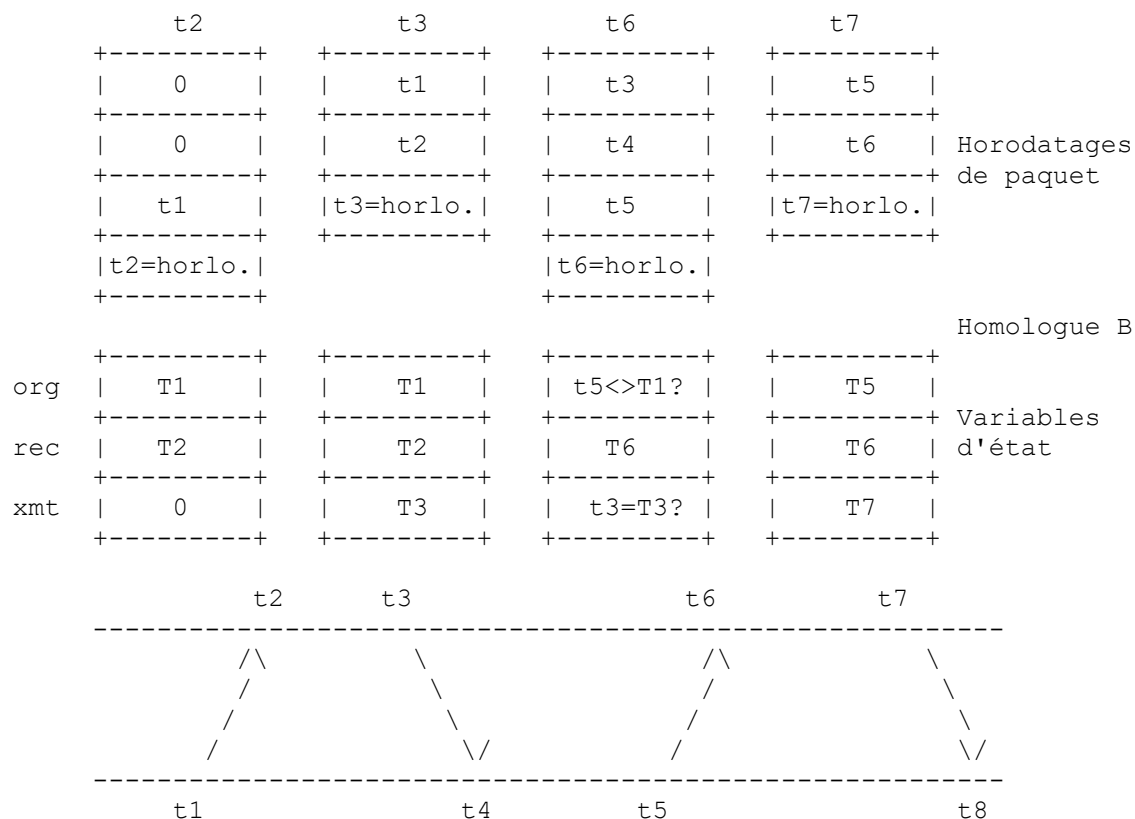 t2            t3            t6            t7
     +---------+   +---------+   +---------+   +---------+
     |    0    |   |    t1   |   |    t3   |   |    t5   |
     +---------+   +---------+   +---------+   +---------+
     |    0    |   |    t2   |   |    t4   |   |    t6   | Horodatages
     +---------+   +---------+   +---------+   +---------+ de paquet
     |   t1    |   |t3=horlo.|   |    t5   |   |t7=horlo.|
     +---------+   +---------+   +---------+   +---------+
     |t2=horlo.|                 |t6=horlo.|
     +---------+                 +---------+
                                                           Homologue B
     +---------+   +---------+   +---------+   +---------+
org  |   T1    |   |    T1   |   | t5<>T1? |   |    T5   |
     +---------+   +---------+   +---------+   +---------+ Variables
rec  |   T2    |   |    T2   |   |   T6    |   |    T6   | d'état
     +---------+   +---------+   +---------+   +---------+
xmt  |    0    |   |    T3   |   |  t3=T3? |   |    T7   |
     +---------+   +---------+   +---------+   +---------+
               t2      t3                 t6          t7
     ---------------------------------------------------------
              /\         \                 /\            \
              /           \                /              \
             /             \              /                \
            /               \/           /                 \/
     ---------------------------------------------------------
          t1                t4         t5                  t8